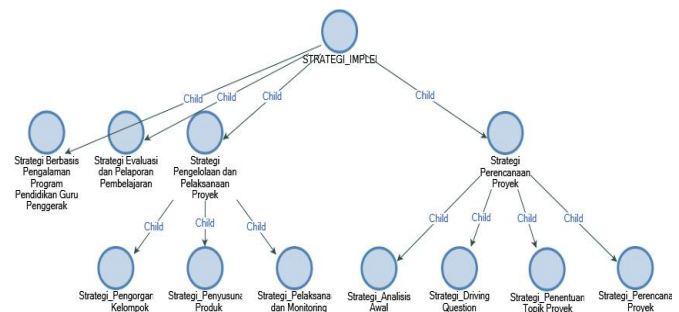 STRATEGI_IMPLEI
Child
Child
Child
Child
Strategi Berbasis
Pengalaman
Program
Pendidikan Guru
Penggerak
Strategi Evaluasi
dan Pelaporan
Pembelajaran
Strategi
Pengelolaan dan
Pelaksanaan
Proyek
Strategi
Perencanaan
Proyek
Child
Child
Child
Child
Child
Child
Child
Strategi_Pengorgar
Kelompok
Strategi_Penyusuna
Produk
Strategi_Pelaksana
dan Monitoring
Strategi_Analisis
Awal
Strategi_Driving
Question
Strategi_Penentuan
Topik Proyek
Strategi_Perencana
Proyek